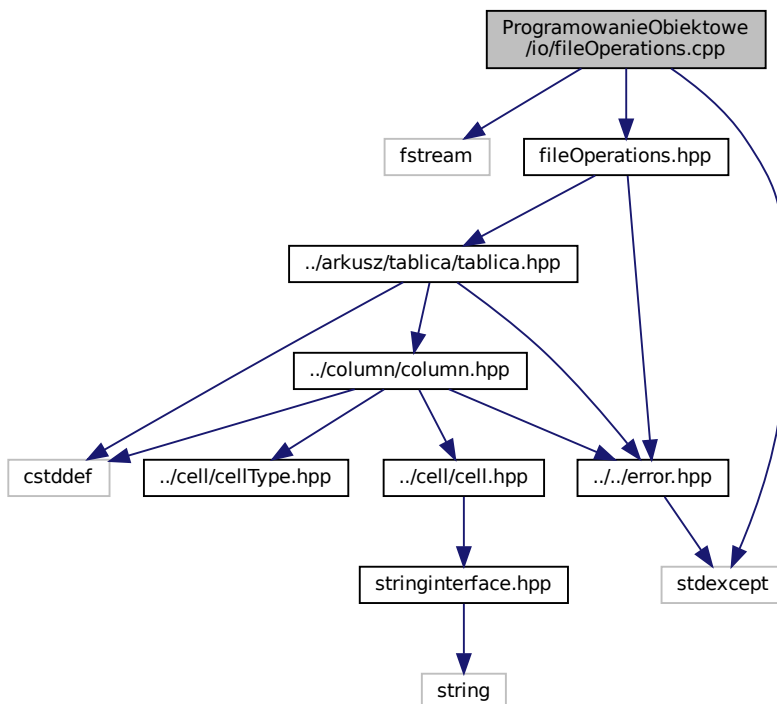 ProgramowanieObiektowe
/io/fileOperations.cpp
fstream
fileOperations.hpp
../arkusz/tablica/tablica.hpp
../column/column.hpp
cstddef
../cell/cellType.hpp
../cell/cell.hpp
../../error.hpp
stringinterface.hpp
stdexcept
string